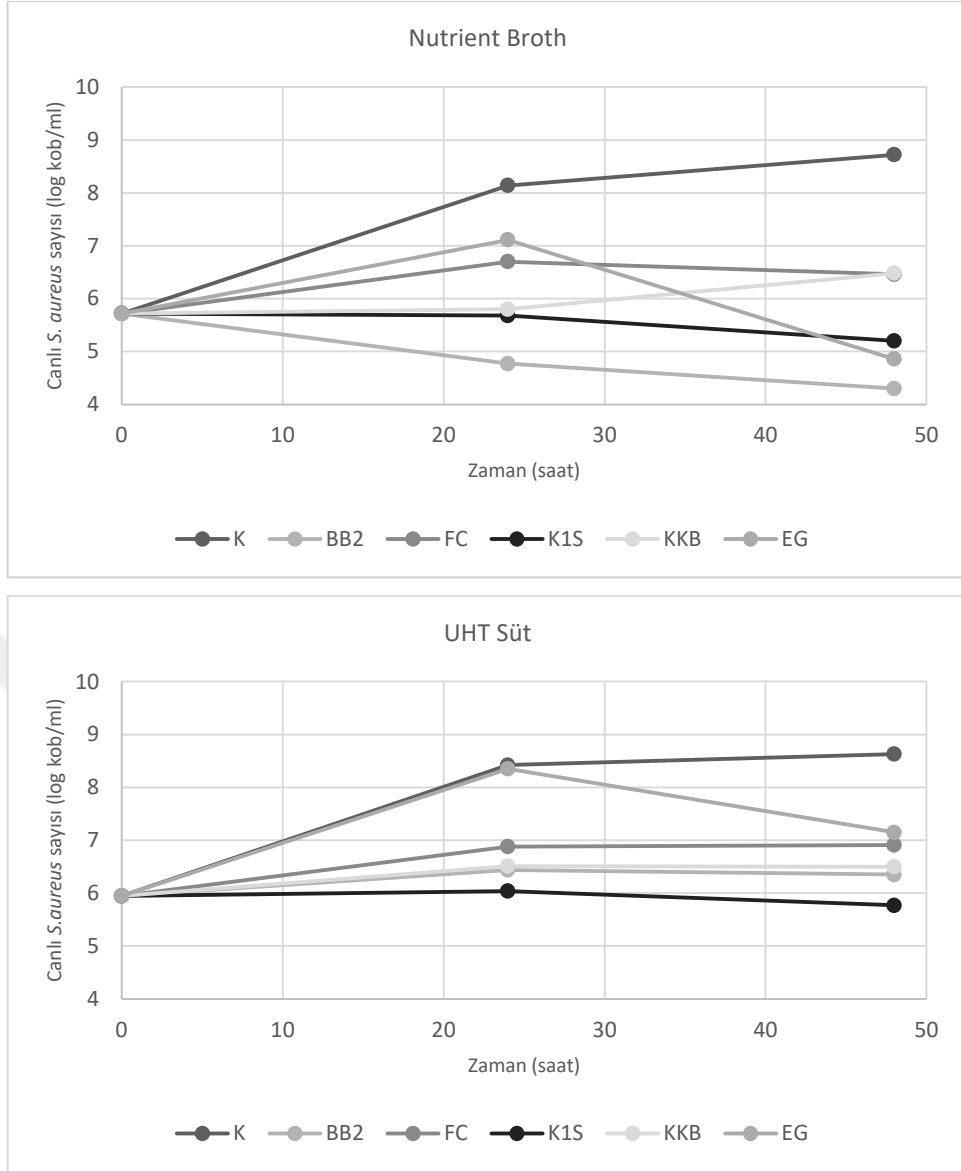 Nutrient Broth
Canlı S. aureus sayısı (log kob/ml)
10
9
8
7
6
5
4
0 10 20 30 40 50
Zaman (saat)
K BB2 FC K1S KKB EG
UHT Süt
Canlı S.aureus sayısı (log kob/ml)
10
9
8
7
6
5
4
0 10 20 30 40 50
Zaman (saat)
K BB2 FC K1S KKB EG